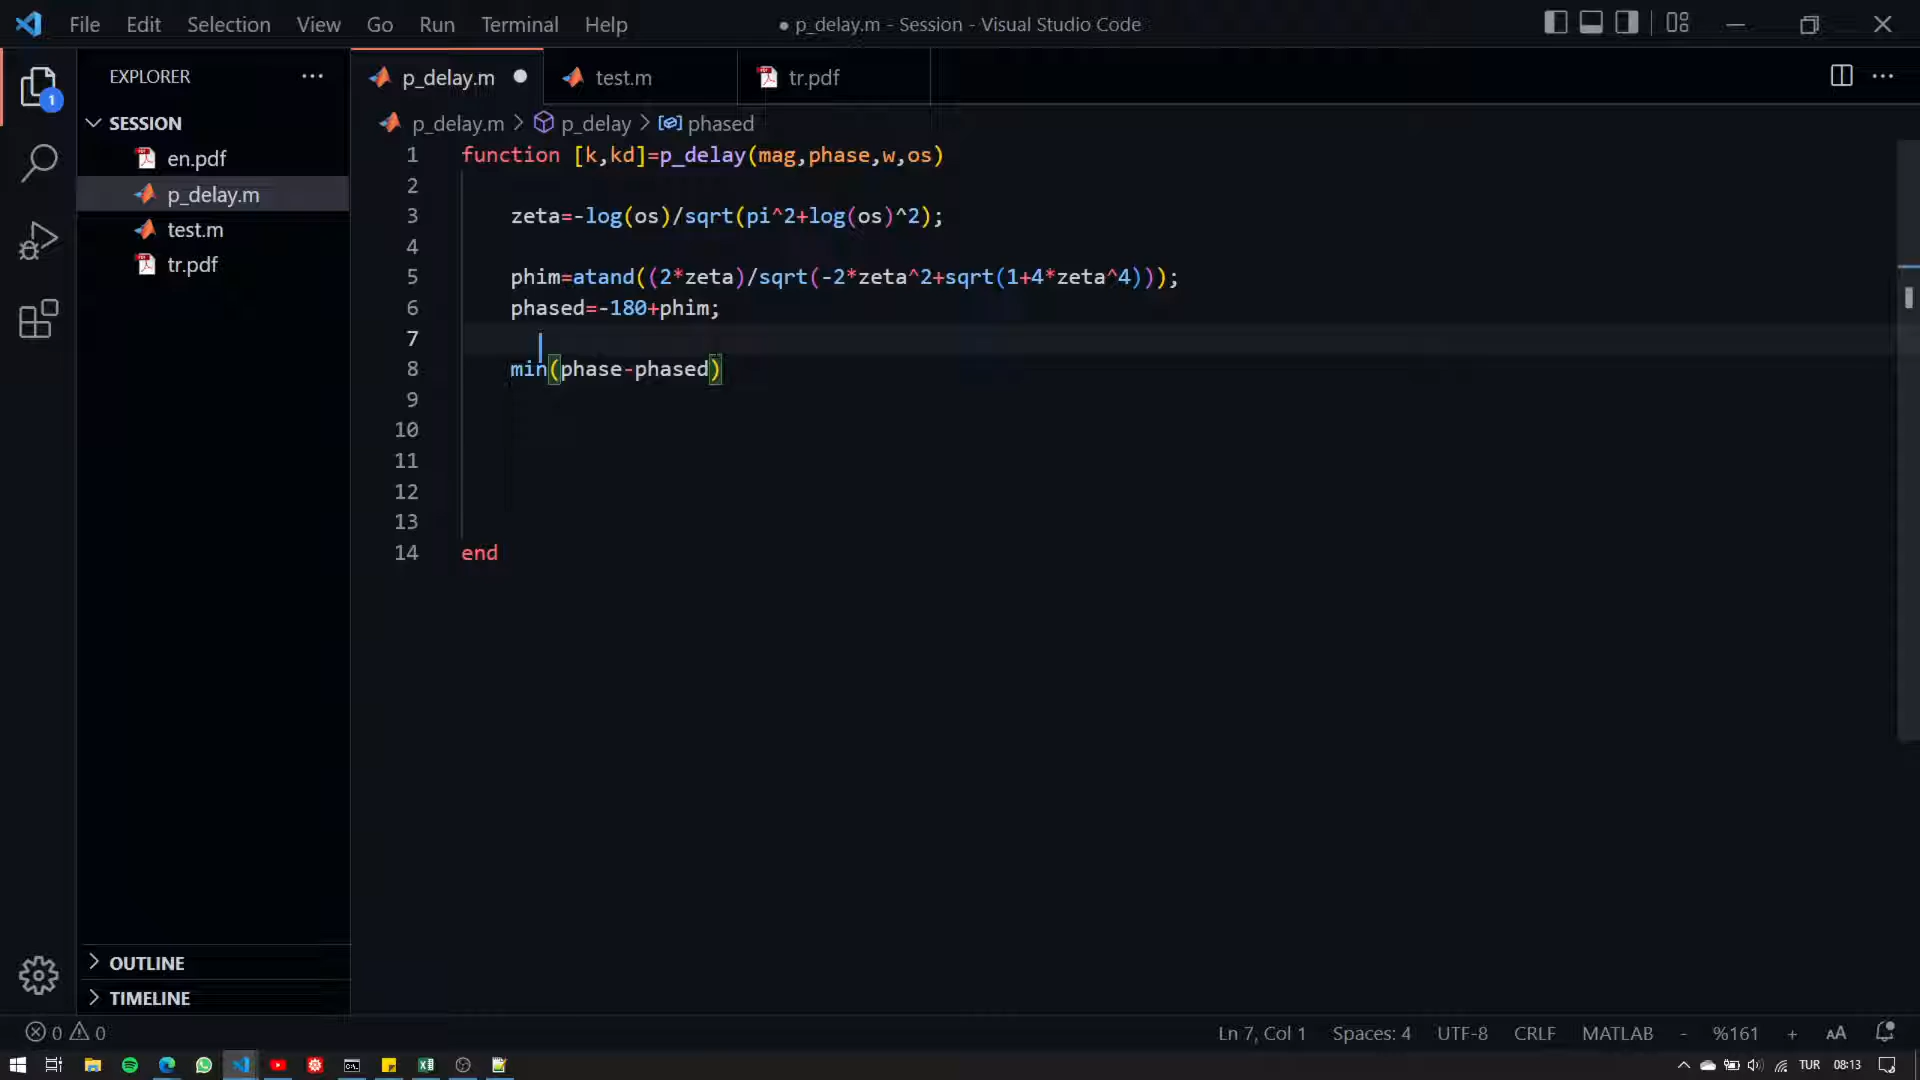 File Edit Selection View Go Run Terminal Help
● p_delay.m - Session - Visual Studio Code
EXPLORER
p_delay.m
test.m
tr.pdf
1
SESSION
en.pdf
p_delay.m
test.m
tr.pdf
p_delay.m > p_delay > phased
1 function [k,kd]=p_delay(mag,phase,w,os)
2
3 zeta=-log(os)/sqrt(pi^2+log(os)^2);
4
5 phim=atand((2*zeta)/sqrt(-2*zeta^2+sqrt(1+4*zeta^4)));
6 phased=-180+phim;
7
8 min(phase-phased)
9
10
11
12
13
14 end
OUTLINE
TIMELINE
0 0
Ln 7, Col 1 Spaces: 4 UTF-8 CRLF MATLAB - %161 + AA
TUR 08:13